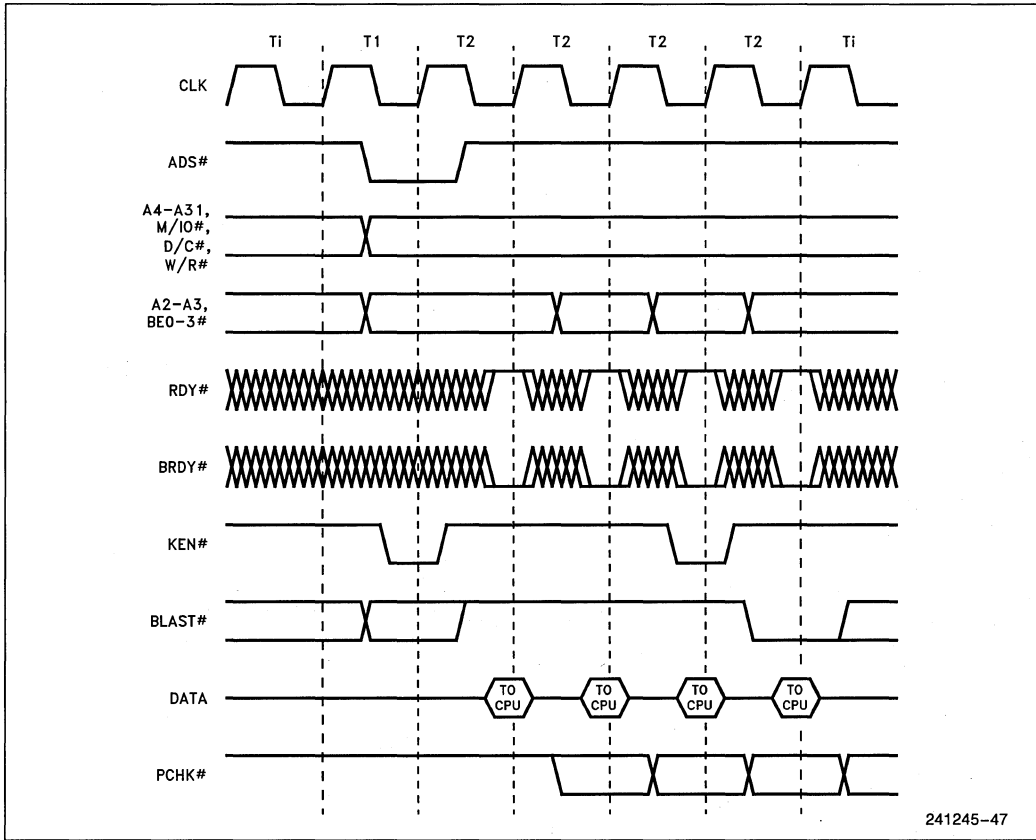 Ti T1 T2 T2 T2 T2 Ti
CLK
ADS#
A4-A31,
M/IO#,
D/C#,
W/R#
A2-A3,
BE0-3#
RDY#
BRDY#
KEN#
BLAST#
DATA
TO CPU
TO CPU
TO CPU
TO CPU
PCHK#
241245-47